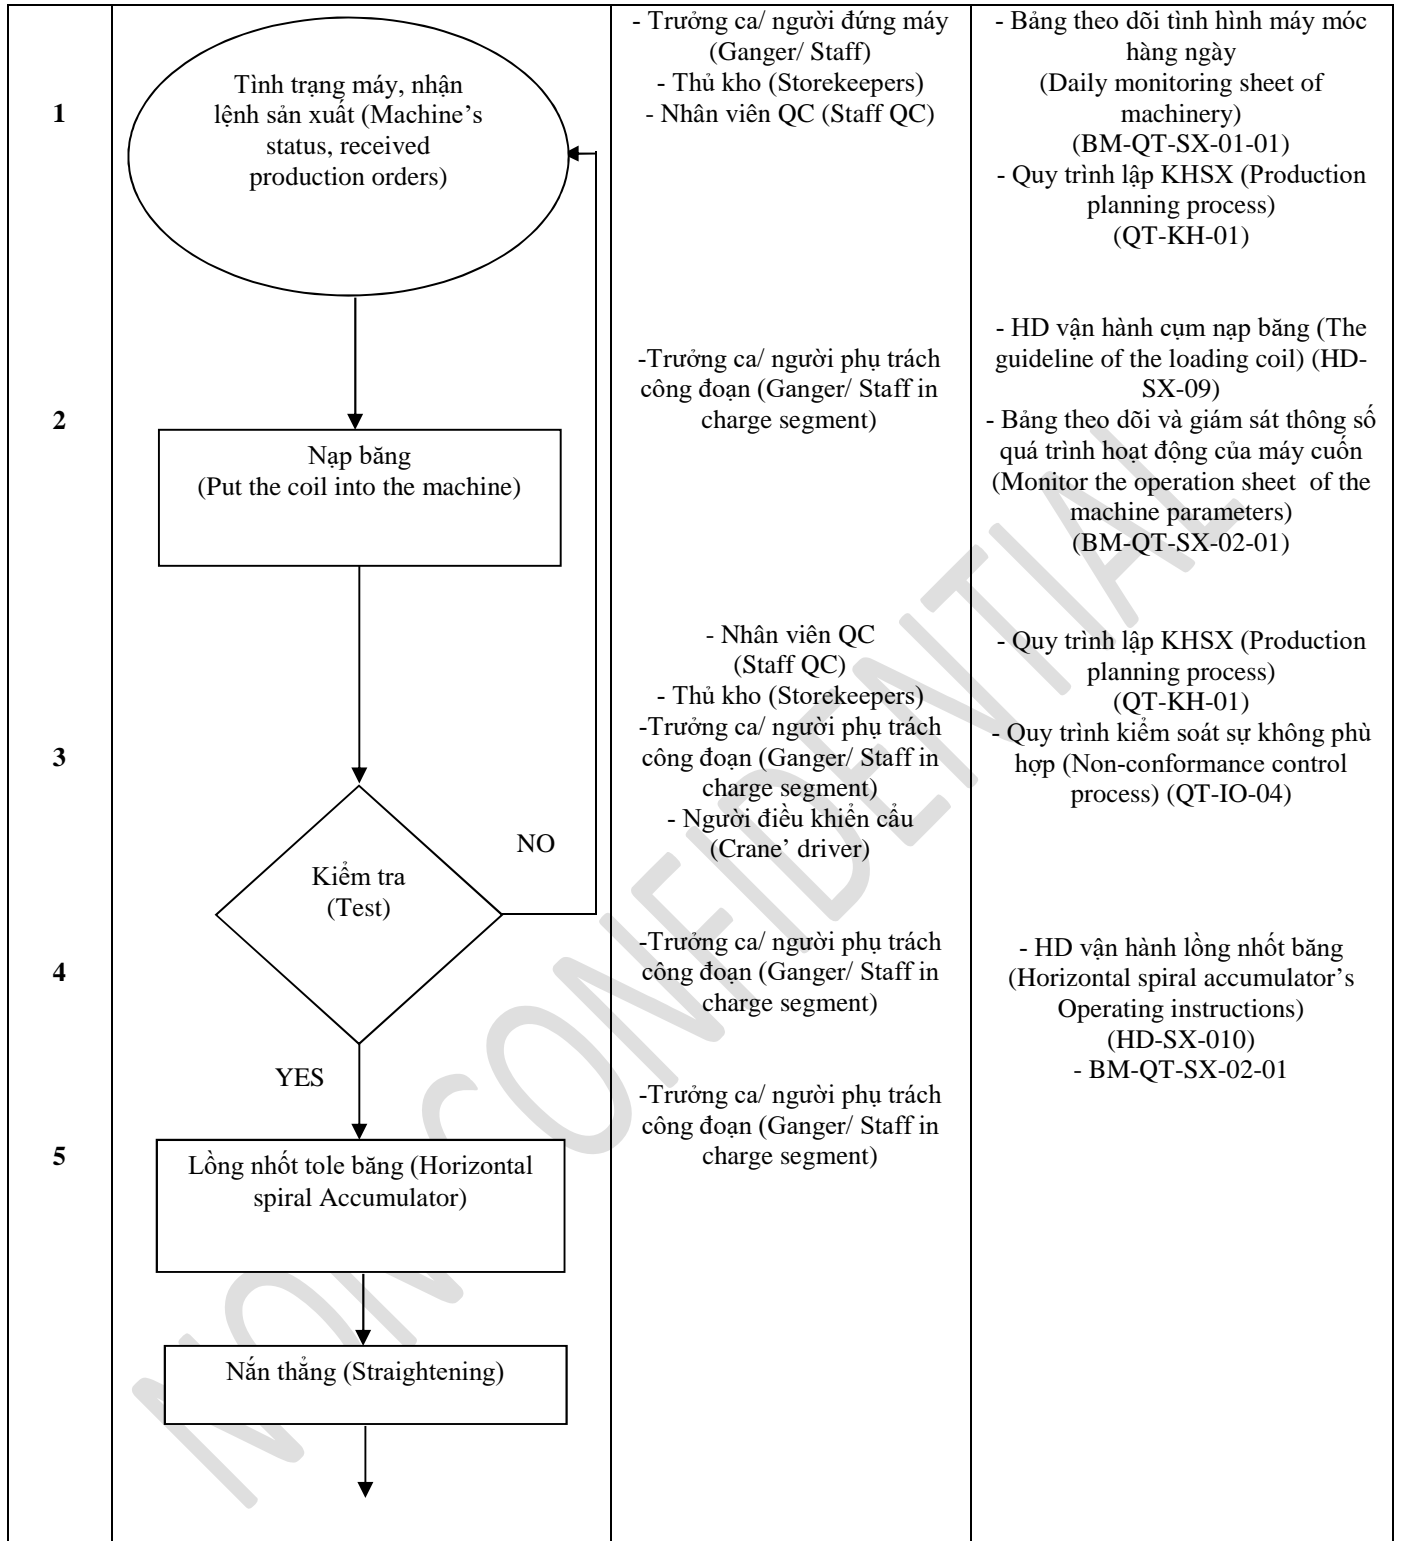 1
Tình trạng máy, nhận
lệnh sản xuất (Machine’s
status, received
production orders)
- Trưởng ca/ người đứng máy
(Ganger/ Staff)
- Thủ kho (Storekeepers)
- Nhân viên QC (Staff QC)
- Bảng theo dõi tình hình máy móc
hàng ngày
(Daily monitoring sheet of
machinery)
(BM-QT-SX-01-01)
- Quy trình lập KHSX (Production
planning process)
(QT-KH-01)
2
Nạp băng
(Put the coil into the machine)
-Trưởng ca/ người phụ trách
công đoạn (Ganger/ Staff in
charge segment)
- HD vận hành cụm nạp băng (The
guideline of the loading coil) (HD-
SX-09)
- Bảng theo dõi và giám sát thông số
quá trình hoạt động của máy cuốn
(Monitor the operation sheet  of the
machine parameters)
(BM-QT-SX-02-01)
3
Kiểm tra
(Test)
NO
YES
- Nhân viên QC
(Staff QC)
- Thủ kho (Storekeepers)
-Trưởng ca/ người phụ trách
công đoạn (Ganger/ Staff in
charge segment)
- Người điều khiển cẩu
(Crane’ driver)
- Quy trình lập KHSX (Production
planning process)
(QT-KH-01)
- Quy trình kiểm soát sự không phù
hợp (Non-conformance control
process) (QT-IO-04)
4
Lồng nhốt tole băng (Horizontal
spiral Accumulator)
-Trưởng ca/ người phụ trách
công đoạn (Ganger/ Staff in
charge segment)
- HD vận hành lồng nhốt băng
(Horizontal spiral accumulator’s
Operating instructions)
(HD-SX-010)
- BM-QT-SX-02-01
5
Nắn thẳng (Straightening)
-Trưởng ca/ người phụ trách
công đoạn (Ganger/ Staff in
charge segment)
NON CONFIDENTIAL